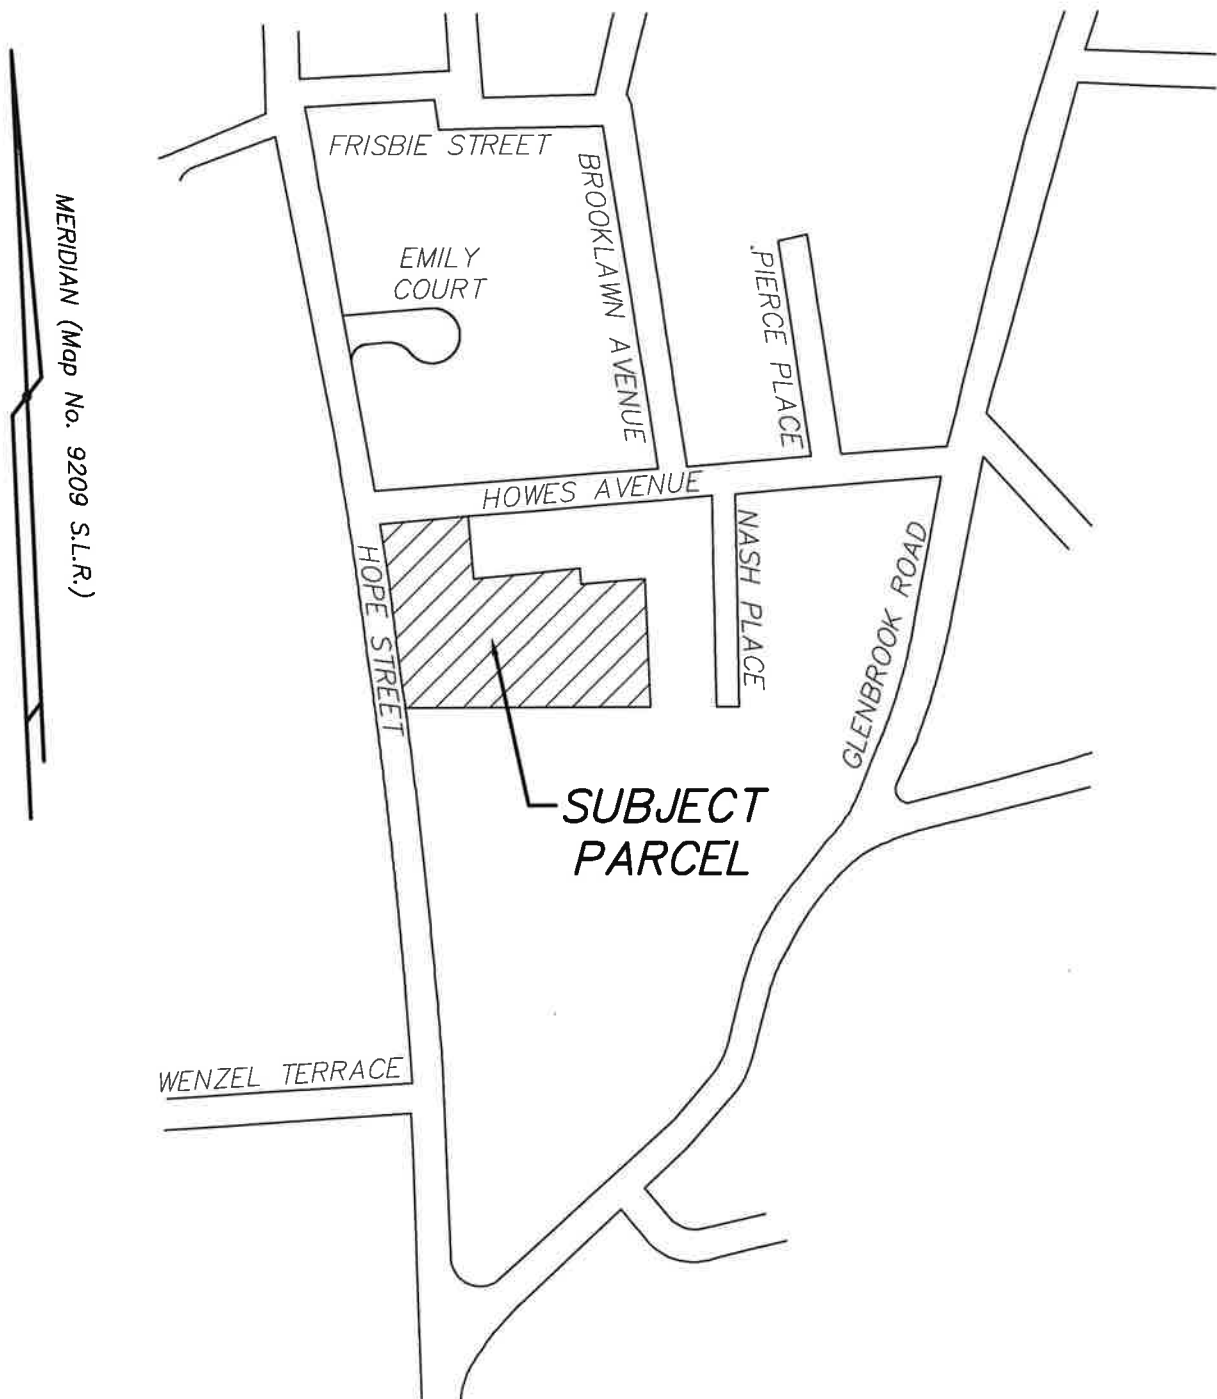 FRISBIE STREET
BROOKLAWN AVENUE
MERIDIAN (Map No. 9209 S.L.R.)
EMILY
COURT
PIERCE PLACE
HOWES AVENUE
NASH PLACE
HOPE STREET
GLENBROOK ROAD
SUBJECT
PARCEL
WENZEL TERRACE